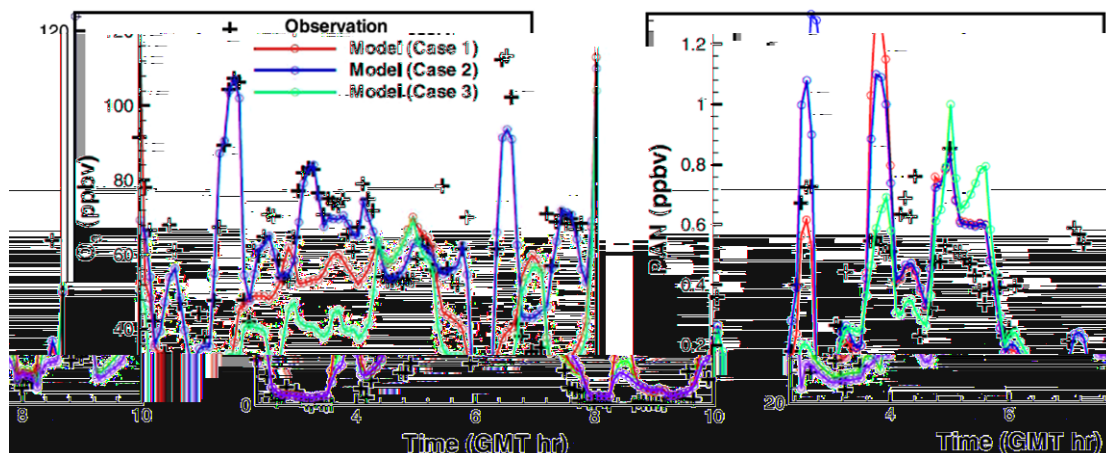 Observation
Model (Case 1)
Model (Case 2)
Model (Case 3)
120
100
80
60
40
(ppbv)
8
10
0
4
6
8
10
Time (GMT hr)
1.2
1
0.8
0.6
0.4
0.2
PAN (ppbv)
20
4
6
Time (GMT hr)